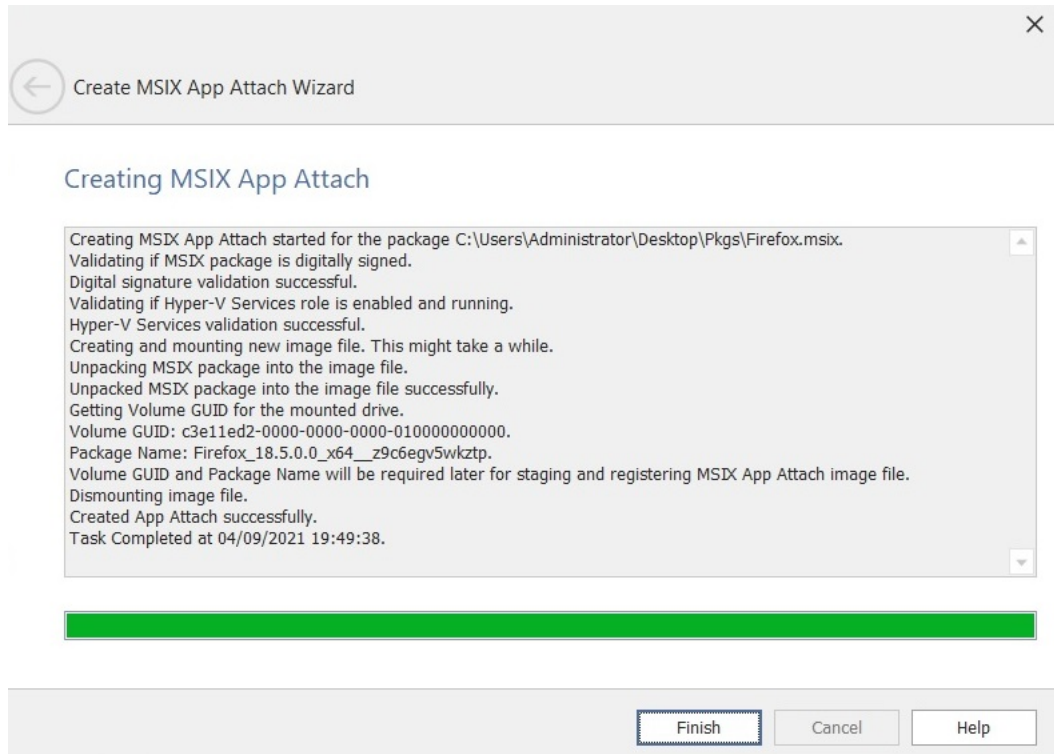 Create MSIX App Attach Wizard
Creating MSIX App Attach
Creating MSIX App Attach started for the package C:\Users\Administrator\Desktop\Pkgs\Firefox.msix.
Validating if MSIX package is digitally signed.
Digital signature validation successful.
Validating if Hyper-V Services role is enabled and running.
Hyper-V Services validation successful.
Creating and mounting new image file. This might take a while.
Unpacking MSIX package into the image file.
Unpacked MSIX package into the image file successfully.
Getting Volume GUID for the mounted drive.
Volume GUID: c3e11ed2-0000-0000-0000-010000000000.
Package Name: Firefox_18.5.0.0_x64__z9c6egv5wkztp.
Volume GUID and Package Name will be required later for staging and registering MSIX App Attach image file.
Dismounting image file.
Created App Attach successfully.
Task Completed at 04/09/2021 19:49:38.
Finish Cancel Help